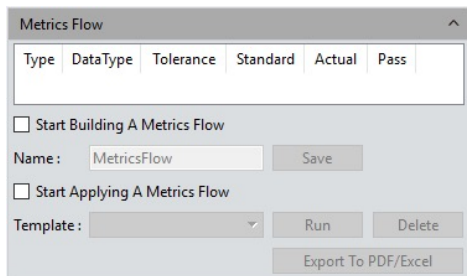 Metrics Flow
Type DataType Tolerance Standard Actual Pass
Start Building A Metrics Flow
Name : MetricsFlow Save
Start Applying A Metrics Flow
Template : Run Delete
Export To PDF/Excel